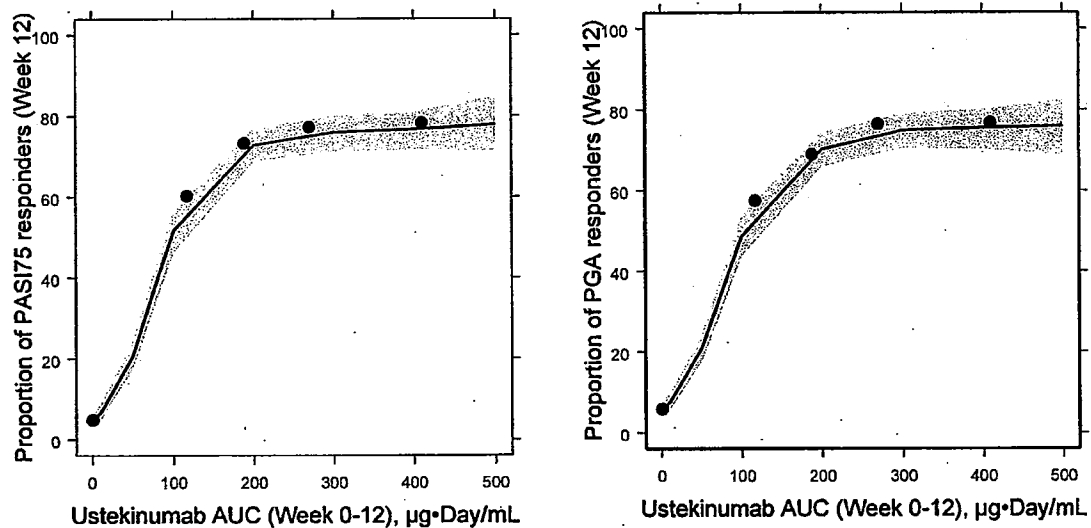 Proportion of PASI75 responders (Week 12)
100
80
60
40
20
0
0 100 200 300 400 500
Ustekinumab AUC (Week 0-12), µg•Day/mL
Proportion of PGA responders (Week 12)
100
80
60
40
20
0
0 100 200 300 400 500
Ustekinumab AUC (Week 0-12), µg•Day/mL